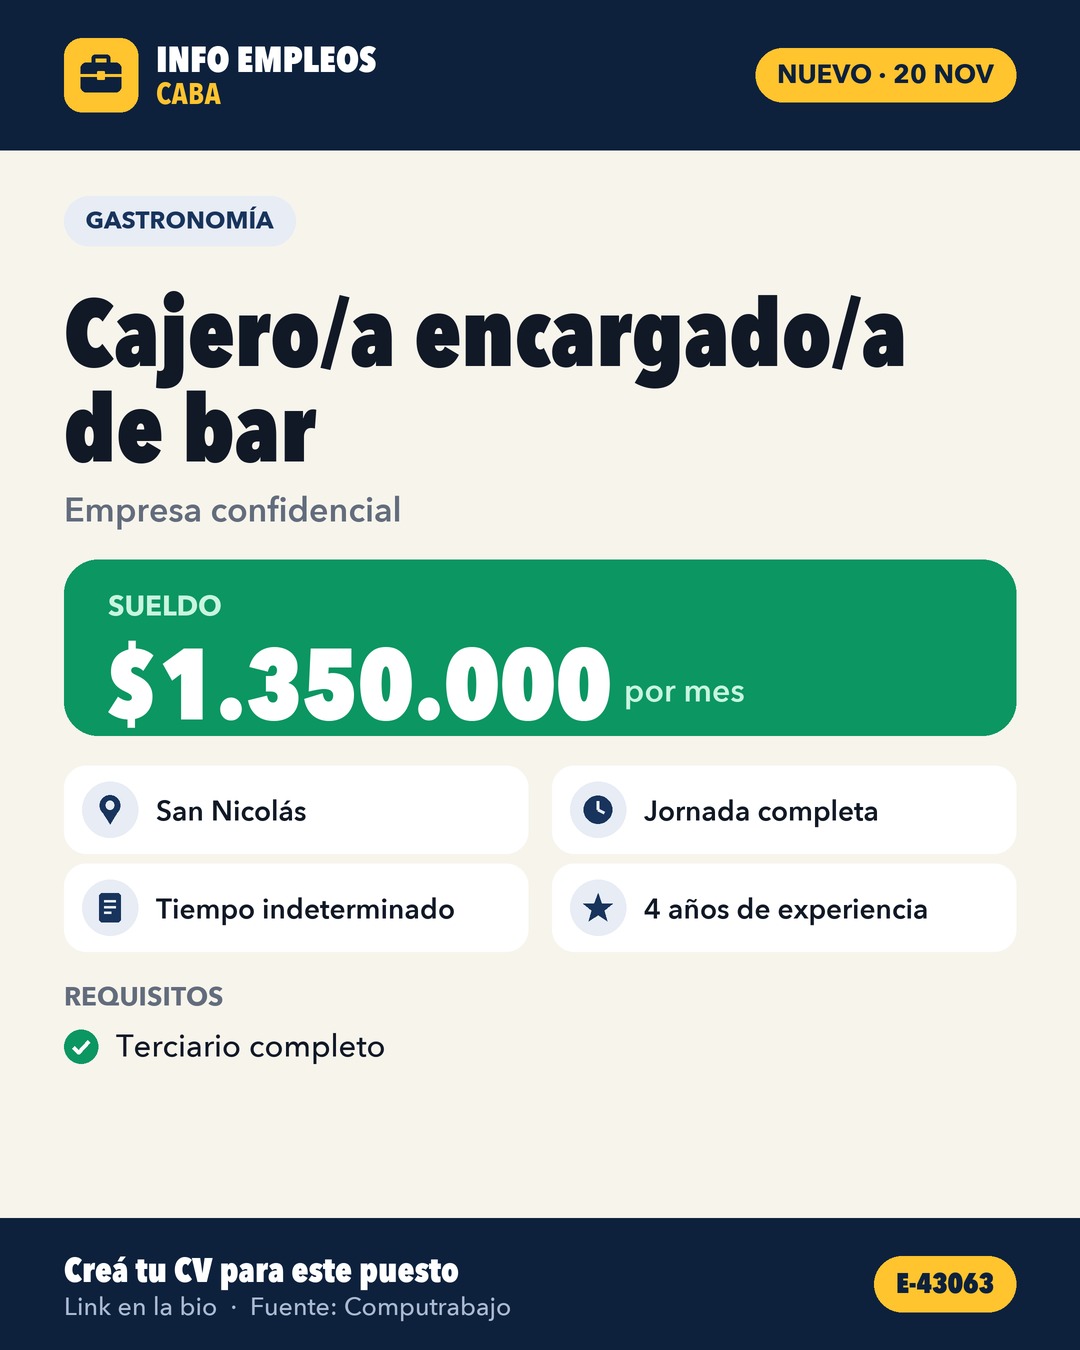 INFO EMPLEOS
CABA
NUEVO · 20 NOV
GASTRONOMÍA
Cajero/a encargado/a
de bar
Empresa confidencial
SUELDO
$1.350.000 por mes
San Nicolás
Jornada completa
Tiempo indeterminado
4 años de experiencia
REQUISITOS
Terciario completo
Creá tu CV para este puesto
Link en la bio · Fuente: Computrabajo
E-43063